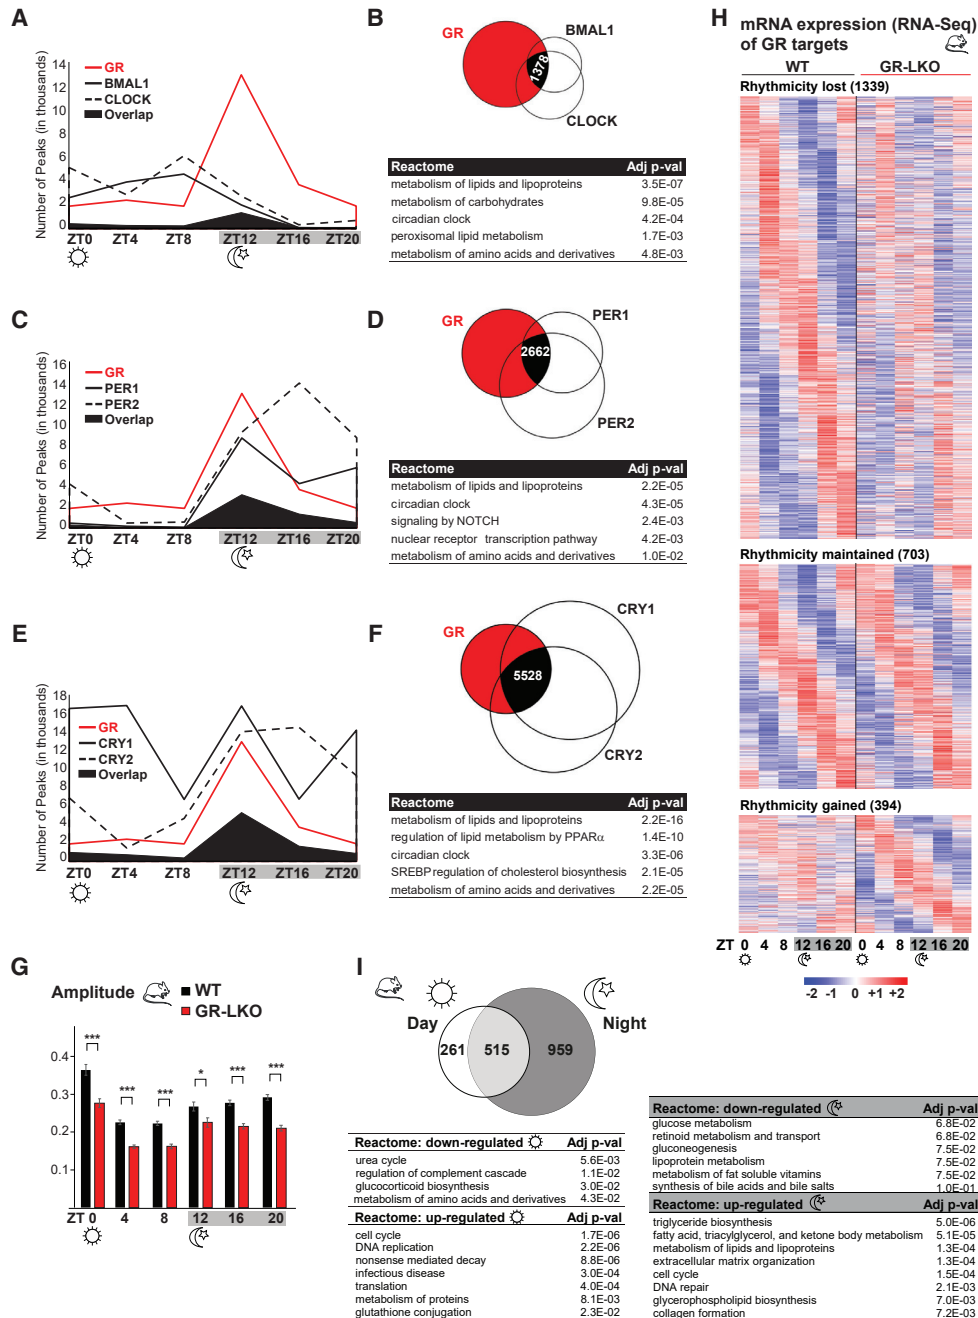 A
GR
BMAL1
CLOCK
Overlap
Number of Peaks (in thousands)
14
12
10
8
6
4
2
0
ZT0 ZT4 ZT8 ZT12 ZT16 ZT20
B
GR
BMAL1
1378
CLOCK
Reactome Adj p-val
metabolism of lipids and lipoproteins 3.5E-07
metabolism of carbohydrates 9.8E-05
circadian clock 4.2E-04
peroxisomal lipid metabolism 1.7E-03
metabolism of amino acids and derivatives 4.8E-03
C
GR
PER1
PER2
Overlap
Number of Peaks (in thousands)
16
14
12
10
8
6
4
2
0
ZT0 ZT4 ZT8 ZT12 ZT16 ZT20
D
GR
PER1
2662
PER2
Reactome Adj p-val
metabolism of lipids and lipoproteins 2.2E-05
circadian clock 4.3E-05
signaling by NOTCH 2.4E-03
nuclear receptor transcription pathway 4.2E-03
metabolism of amino acids and derivatives 1.0E-02
E
GR
CRY1
CRY2
Overlap
Number of Peaks (in thousands)
18
16
14
12
10
8
6
4
2
0
ZT0 ZT4 ZT8 ZT12 ZT16 ZT20
F
GR
CRY1
5528
CRY2
Reactome Adj p-val
metabolism of lipids and lipoproteins 2.2E-16
regulation of lipid metabolism by PPARα 1.4E-10
circadian clock 3.3E-06
SREBP regulation of cholesterol biosynthesis 2.1E-05
metabolism of amino acids and derivatives 2.2E-05
G
Amplitude
WT
GR-LKO
0.4
0.3
0.2
0.1
*** *** *** * *** ***
ZT 0 4 8 12 16 20
H
mRNA expression (RNA-Seq)
of GR targets
WT GR-LKO
Rhythmicity lost (1339)
Rhythmicity maintained (703)
Rhythmicity gained (394)
ZT 0 4 8 12 16 20 0 4 8 12 16 20
-2 -1 0 +1 +2
I
Day
Night
261 515 959
Reactome: down-regulated Adj p-val
urea cycle 5.6E-03
regulation of complement cascade 1.1E-02
glucocorticoid biosynthesis 3.0E-02
metabolism of amino acids and derivatives 4.3E-02
Reactome: up-regulated Adj p-val
cell cycle 1.7E-06
DNA replication 2.2E-06
nonsense mediated decay 8.8E-06
infectious disease 3.0E-04
translation 4.0E-04
metabolism of proteins 8.1E-03
glutathione conjugation 2.3E-02
Reactome: down-regulated Adj p-val
glucose metabolism 6.8E-02
retinoid metabolism and transport 6.8E-02
gluconeogenesis 7.5E-02
lipoprotein metabolism 7.5E-02
metabolism of fat soluble vitamins 7.5E-02
synthesis of bile acids and bile salts 1.0E-01
Reactome: up-regulated Adj p-val
triglyceride biosynthesis 5.0E-06
fatty acid, triacylglycerol, and ketone body metabolism 5.1E-05
metabolism of lipids and lipoproteins 1.3E-04
extracellular matrix organization 1.3E-04
cell cycle 1.5E-04
DNA repair 2.1E-03
glycerophospholipid biosynthesis 7.0E-03
collagen formation 7.2E-03